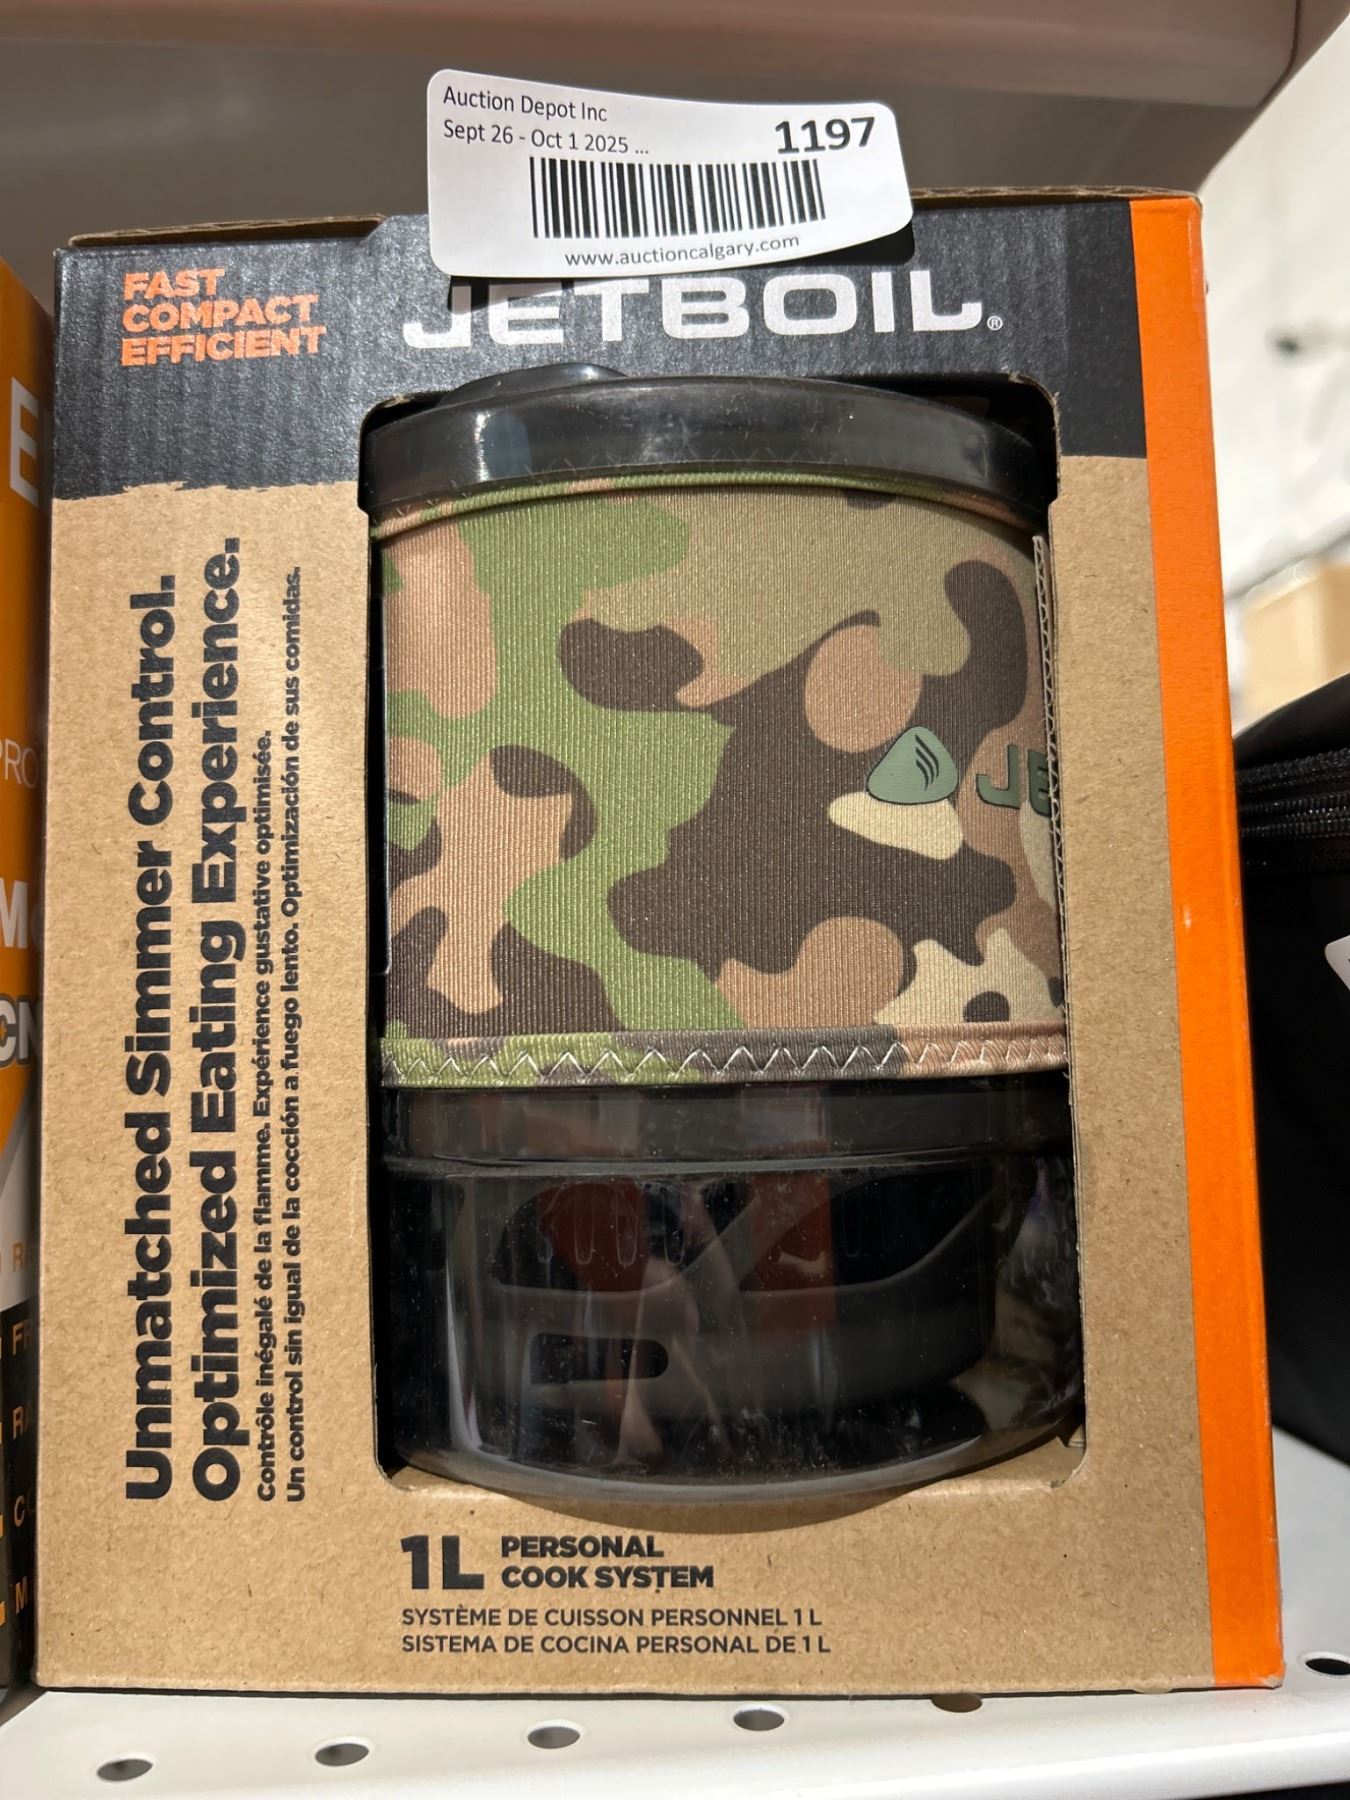 Auction Depot Inc
Sept 26 - Oct 1 2025 ...
1197
www.auctioncalgary.com
FAST
COMPACT
EFFICIENT
JETBOIL®
Unmatched Simmer Control.
Optimized Eating Experience.
Contrôle inégalé de la flamme. Expérience gustative optimisée.
Un control sin igual de la cocción a fuego lento. Optimización de sus comidas.
1L PERSONAL
COOK SYSTEM
SYSTÈME DE CUISSON PERSONNEL 1 L
SISTEMA DE COCINA PERSONAL DE 1 L